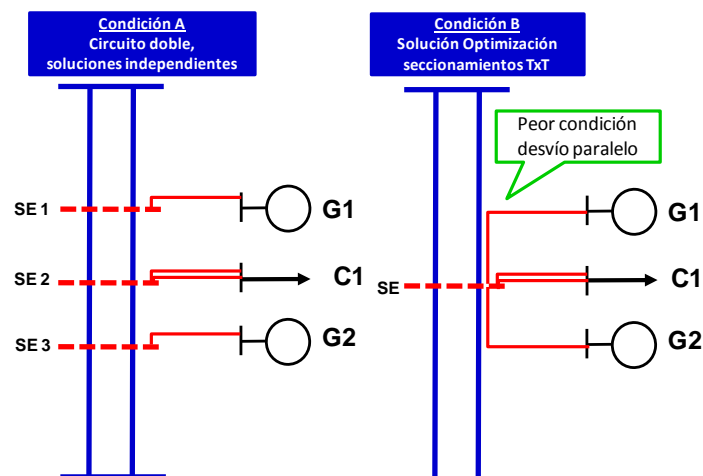 Condición A
Circuito doble,
soluciones independientes
Condición B
Solución Optimización
seccionamientos TxT
Peor condición
desvío paralelo
SE 1
G1
SE 2
C1
SE 3
G2
G1
SE
C1
G2